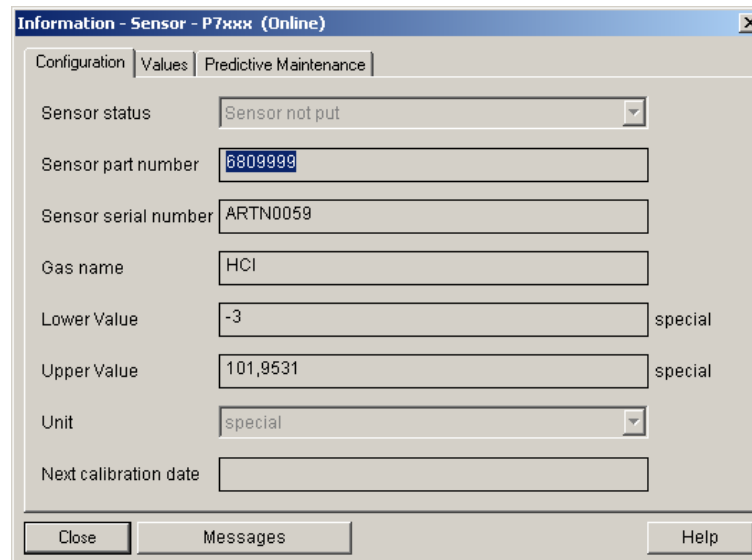 Information - Sensor - P7xxx (Online)
Configuration Values Predictive Maintenance
Sensor status Sensor not put
Sensor part number 6809999
Sensor serial number ARTN0059
Gas name HCl
Lower Value -3 special
Upper Value 101,9531 special
Unit special
Next calibration date
Close Messages Help